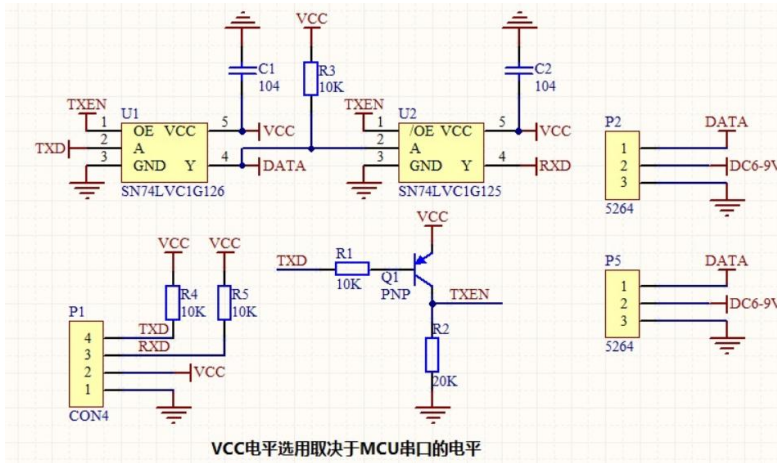 VCC
C1
104
R3
10K
C2
104
TXEN
U1
1 OE VCC 5 VCC
TXD 2 A
3 GND Y 4 DATA
SN74LVC1G126
TXEN
U2
1 /OE VCC 5 VCC
2 A
3 GND Y 4 RXD
SN74LVC1G125
P2
DATA
1
2 DC6-9V
3
5264
VCC VCC
R4 R5
10K 10K
P1
4 TXD
3 RXD
2 VCC
1
CON4
VCC
TXD R1
10K
Q1
PNP
TXEN
R2
20K
P5
DATA
1
2 DC6-9V
3
5264
VCC电平选用取决于MCU串口的电平